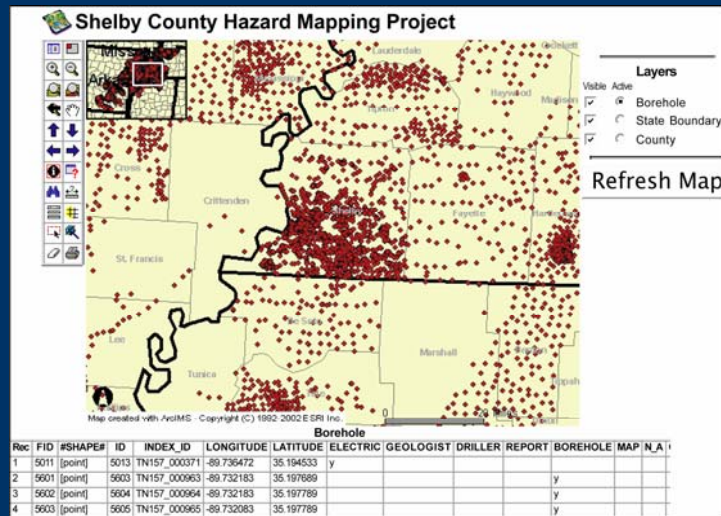 Shelby County Hazard Mapping Project
Lauderdale
Haywood
Madison
Tipton
Cross
Crittenden
Shelby
Fayette
St. Francis
Lee
De Soto
Marshall
Tunica
Tate
Map created with ArcIMS - Copyright (C) 1992-2002 ESRI Inc.
Layers
Visible Active
Borehole
State Boundary
County
Refresh Map
Borehole
Rec FID #SHAPE# ID INDEX_ID LONGITUDE LATITUDE ELECTRIC GEOLOGIST DRILLER REPORT BOREHOLE MAP N_A
1 5011 [point] 5013 TN157_000371 -89.736472 35.194533 y
2 5601 [point] 5603 TN157_000963 -89.732183 35.197689 y
3 5602 [point] 5604 TN157_000964 -89.732183 35.197789 y
4 5603 [point] 5605 TN157_000965 -89.732083 35.197789 y